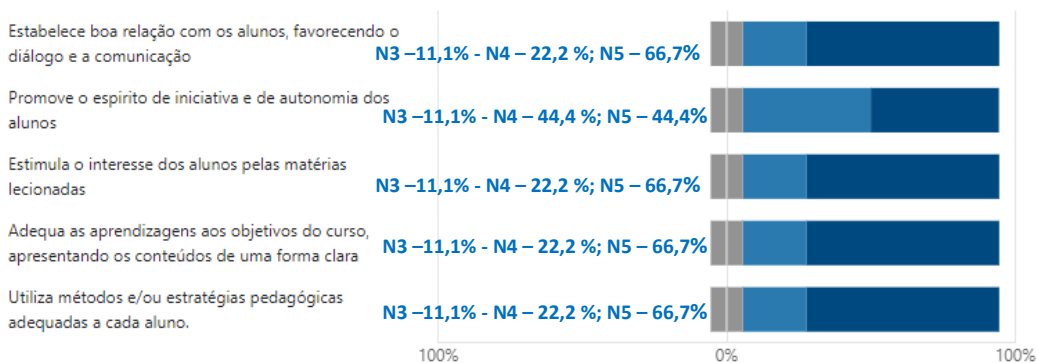 Estabelece boa relação com os alunos, favorecendo o
diálogo e a comunicação
N3 –11,1% - N4 – 22,2 %; N5 – 66,7%
Promove o espirito de iniciativa e de autonomia dos
alunos
N3 –11,1% - N4 – 44,4 %; N5 – 44,4%
Estimula o interesse dos alunos pelas matérias
lecionadas
N3 –11,1% - N4 – 22,2 %; N5 – 66,7%
Adequa as aprendizagens aos objetivos do curso,
apresentando os conteúdos de uma forma clara
N3 –11,1% - N4 – 22,2 %; N5 – 66,7%
Utiliza métodos e/ou estratégias pedagógicas
adequadas a cada aluno.
N3 –11,1% - N4 – 22,2 %; N5 – 66,7%
100% 0% 100%